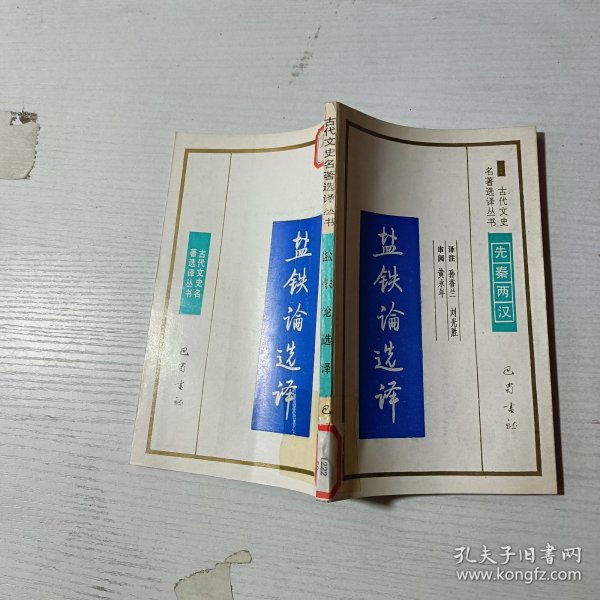 古代文史名
著选译丛书
盐铁论选译
巴蜀书社
古代文史名著选译丛书
盐铁论选译
巴
1222
古代文史
名著选译丛书
先秦两汉
译注 孙香兰 刘光胜
审阅 黄永年
盐铁论选译
巴蜀书社
孔夫子旧书网
www.kongfz.com